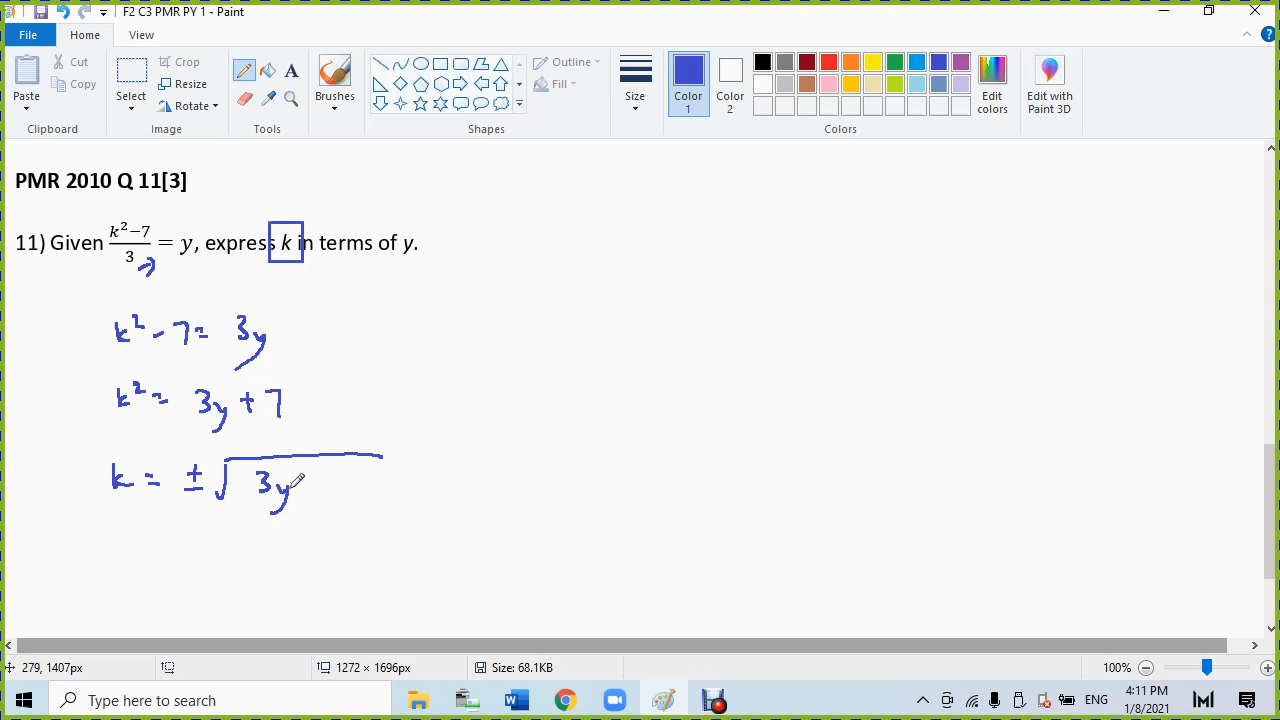 F2 C3 PMR PY 1 - Paint
File Home View
Paste Cut Copy Clipboard
Select Crop Resize Rotate Image
Tools
Brushes
Outline Fill Shapes
Size
Color 1 Color 2 Edit colors Colors
Edit with Paint 3D
PMR 2010 Q 11[3]
11) Given (k²−7)/3 = y, express k in terms of y.
k² - 7 = 3y
k² = 3y + 7
k = ± √ 3y
279, 1407px 1272 × 1696px Size: 68.1KB 100%
Type here to search ENG 4:11 PM 1/8/2021